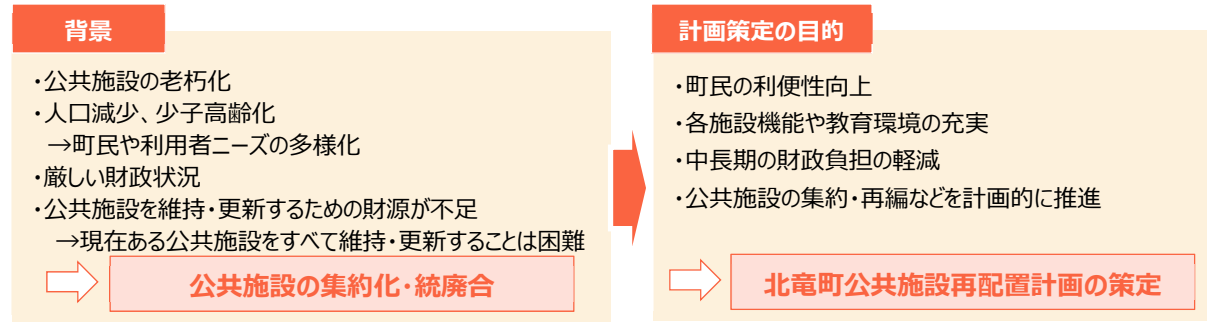 背景
・公共施設の老朽化
・人口減少、少子高齢化
→町民や利用者ニーズの多様化
・厳しい財政状況
・公共施設を維持・更新するための財源が不足
→現在ある公共施設をすべて維持・更新することは困難
公共施設の集約化・統廃合
計画策定の目的
・町民の利便性向上
・各施設機能や教育環境の充実
・中長期の財政負担の軽減
・公共施設の集約・再編などを計画的に推進
北竜町公共施設再配置計画の策定